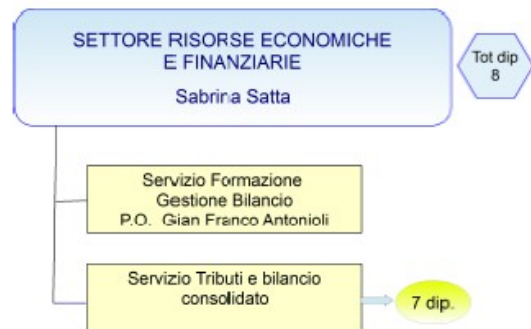 SETTORE RISORSE ECONOMICHE
E FINANZIARIE
Sabrina Satta
Tot dip
8
Servizio Formazione
Gestione Bilancio
P.O. Gian Franco Antonioli
Servizio Tributi e bilancio
consolidato
7 dip.